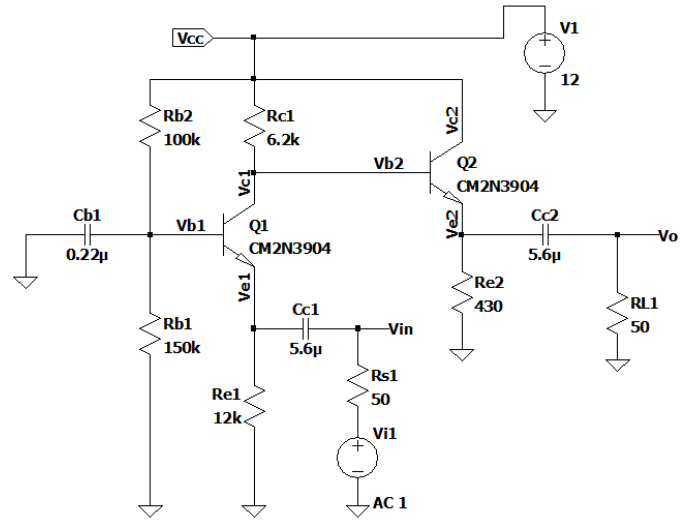 Vcc
V1
12
Rb2
100k
Rc1
6.2k
Vc2
Vb2
Q2
CM2N3904
Vc1
Cb1
0.22µ
Vb1
Q1
CM2N3904
Ve2
Cc2
5.6µ
Vo
Ve1
Re2
430
RL1
50
Cc1
5.6µ
Vin
Rb1
150k
Rs1
50
Re1
12k
Vi1
AC 1